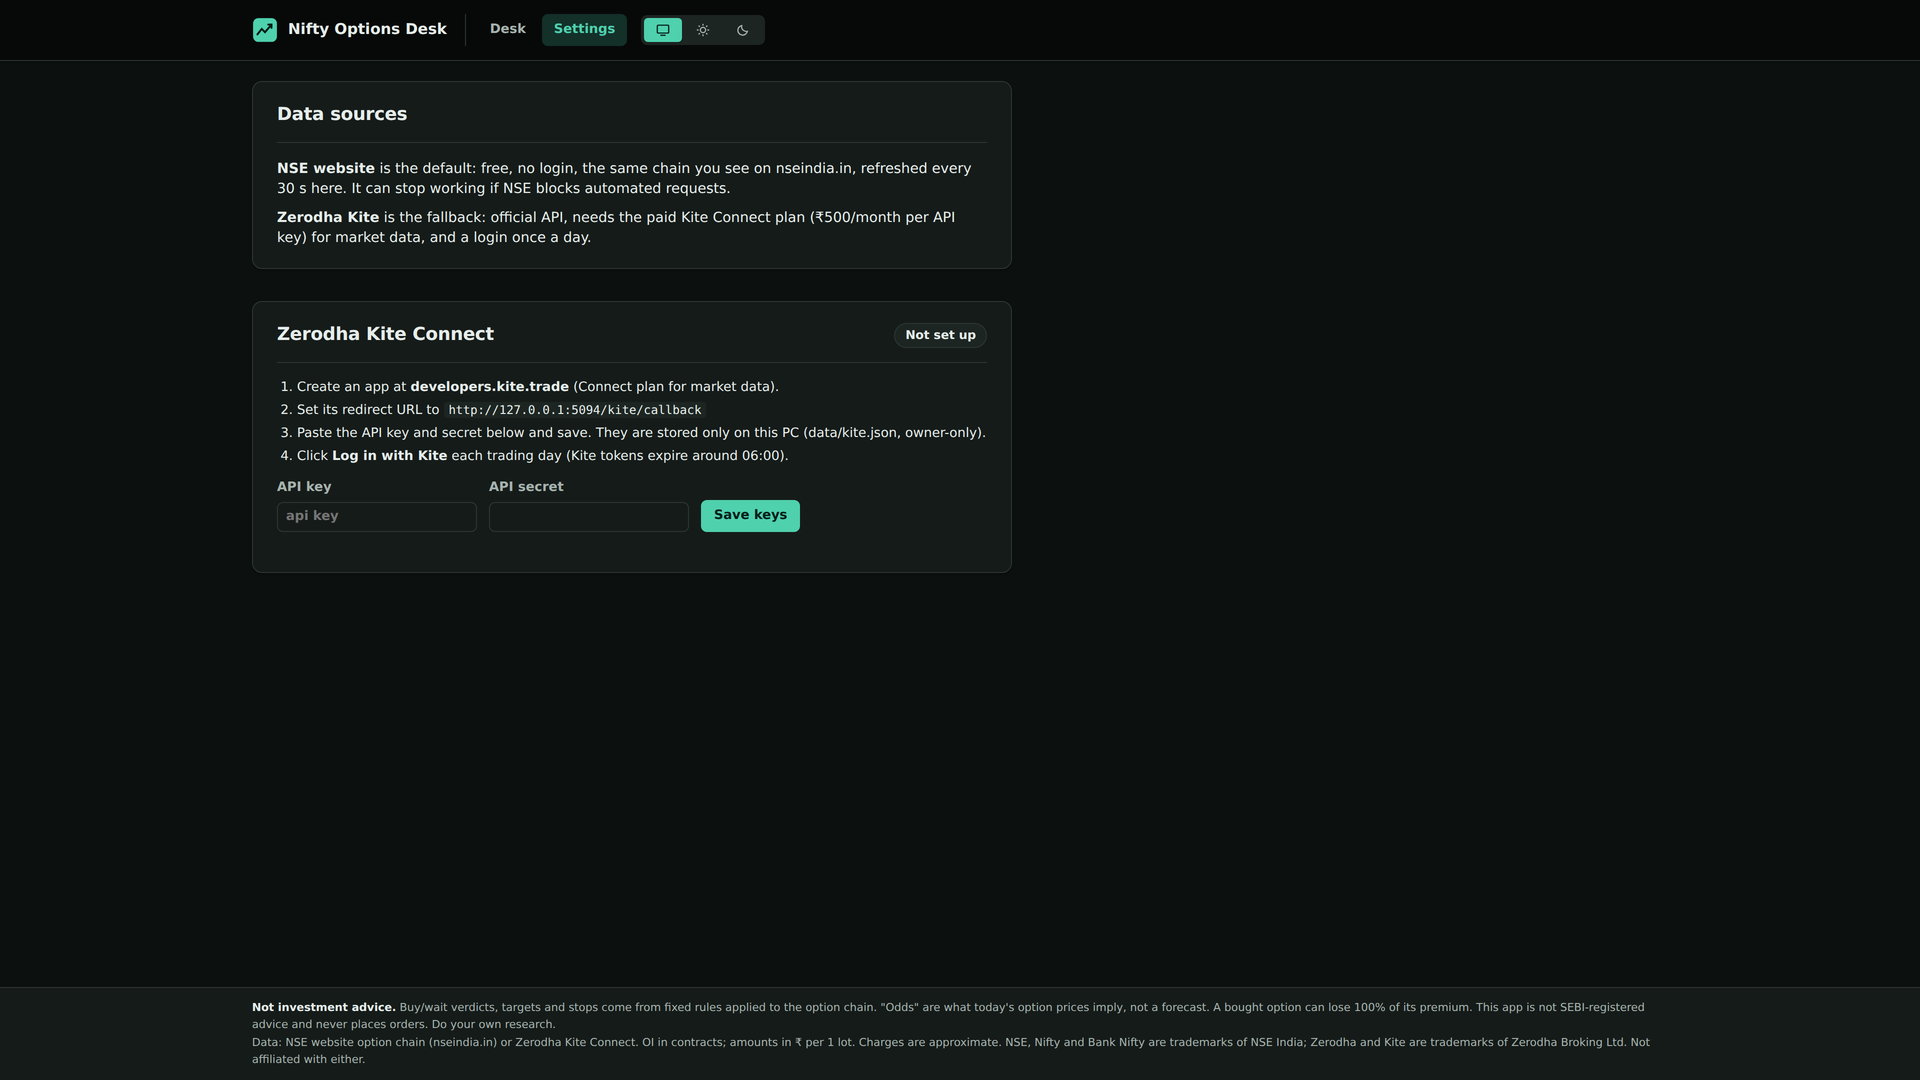 Nifty Options Desk
Desk
Settings
Data sources
NSE website is the default: free, no login, the same chain you see on nseindia.in, refreshed every
30 s here. It can stop working if NSE blocks automated requests.
Zerodha Kite is the fallback: official API, needs the paid Kite Connect plan (₹500/month per API
key) for market data, and a login once a day.
Zerodha Kite Connect
Not set up
1. Create an app at developers.kite.trade (Connect plan for market data).
2. Set its redirect URL to http://127.0.0.1:5094/kite/callback
3. Paste the API key and secret below and save. They are stored only on this PC (data/kite.json, owner-only).
4. Click Log in with Kite each trading day (Kite tokens expire around 06:00).
API key
API secret
api key
Save keys
Not investment advice. Buy/wait verdicts, targets and stops come from fixed rules applied to the option chain. "Odds" are what today's option prices imply, not a forecast. A bought option can lose 100% of its premium. This app is not SEBI-registered
advice and never places orders. Do your own research.
Data: NSE website option chain (nseindia.in) or Zerodha Kite Connect. OI in contracts; amounts in ₹ per 1 lot. Charges are approximate. NSE, Nifty and Bank Nifty are trademarks of NSE India; Zerodha and Kite are trademarks of Zerodha Broking Ltd. Not
affiliated with either.